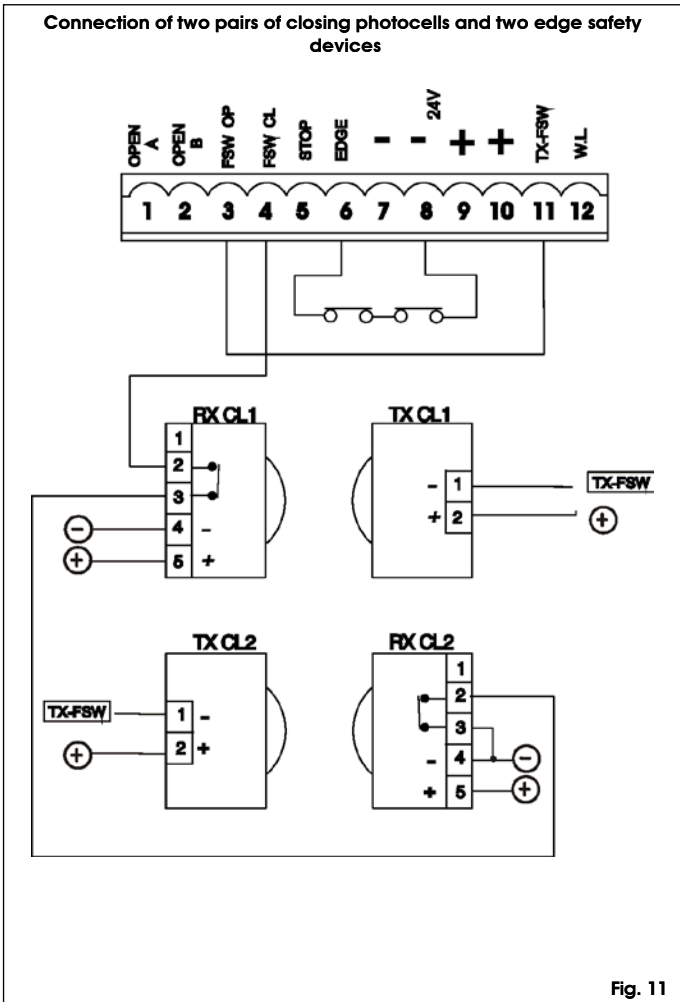 Connection of two pairs of closing photocells and two edge safety
devices
OPEN A
OPEN B
FSW OP
FSW CL
STOP
EDGE
-
-
24V
+
+
TX-FSW
W.L.
1 2 3 4 5 6 7 8 9 10 11 12
RX CL1
1
2
3
4 -
5 +
-
+
TX CL1
- 1
+ 2
TX-FSW
+
TX CL2
TX-FSW
+
1 -
2 +
RX CL2
1
2
3
- 4
+ 5
-
+
Fig. 11